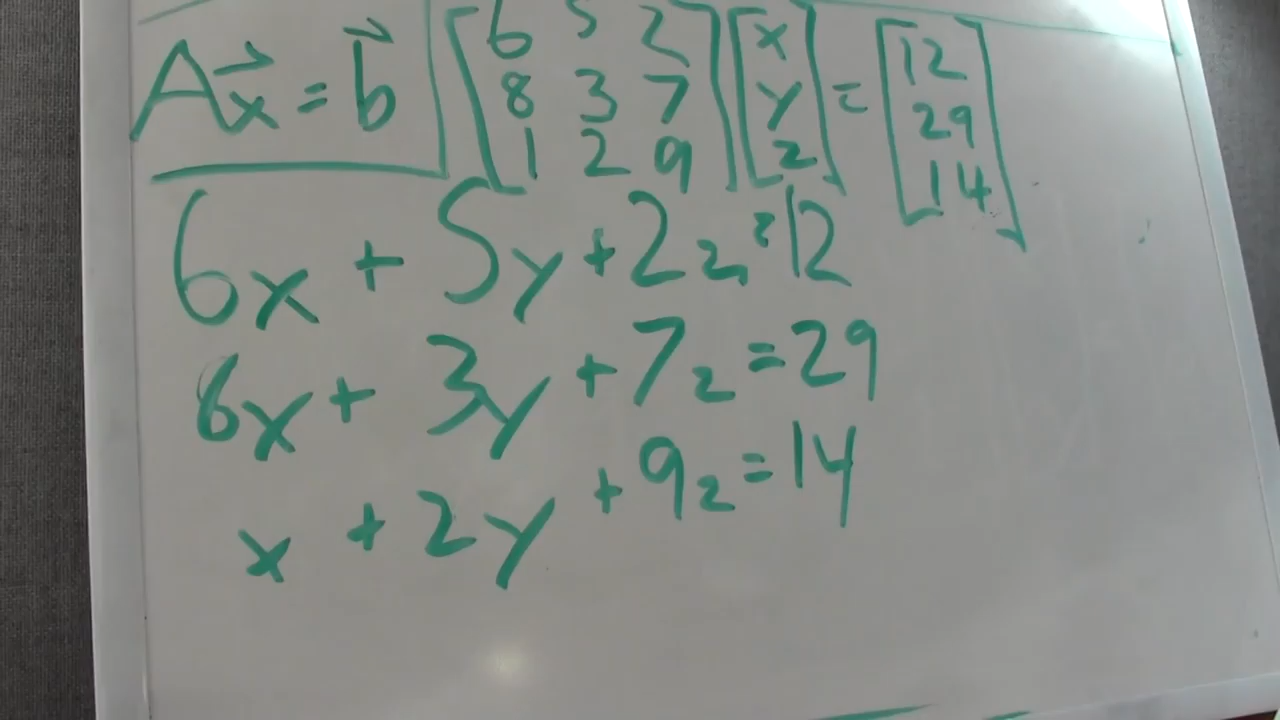 Ax⃗ = b⃗ [6 5 2] [x] = [12]
[8 3 7] [y] [29]
[1 2 9] [z] [14]
6x + 5y + 2z = 12
8x + 3y + 7z = 29
x + 2y + 9z = 14